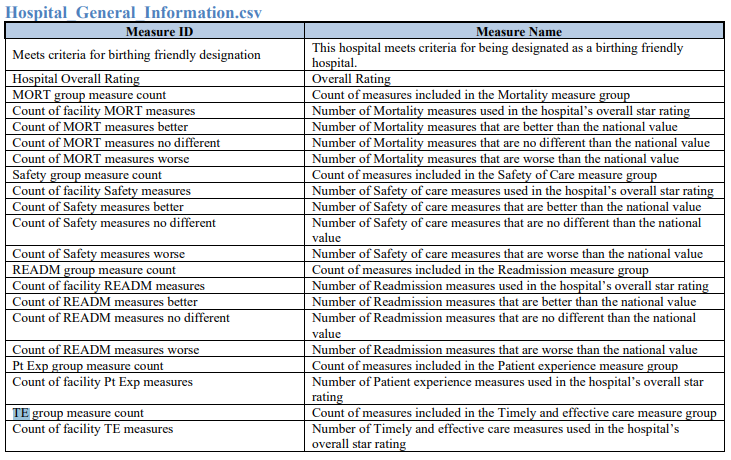 Hospital_General_Information.csv
Measure ID Measure Name
Meets criteria for birthing friendly designation This hospital meets criteria for being designated as a birthing friendly
hospital.
Hospital Overall Rating Overall Rating
MORT group measure count Count of measures included in the Mortality measure group
Count of facility MORT measures Number of Mortality measures used in the hospital’s overall star rating
Count of MORT measures better Number of Mortality measures that are better than the national value
Count of MORT measures no different Number of Mortality measures that are no different than the national value
Count of MORT measures worse Number of Mortality measures that are worse than the national value
Safety group measure count Count of measures included in the Safety of Care measure group
Count of facility Safety measures Number of Safety of care measures used in the hospital’s overall star rating
Count of Safety measures better Number of Safety of care measures that are better than the national value
Count of Safety measures no different Number of Safety of care measures that are no different than the national
value
Count of Safety measures worse Number of Safety of care measures that are worse than the national value
READM group measure count Count of measures included in the Readmission measure group
Count of facility READM measures Number of Readmission measures used in the hospital’s overall star rating
Count of READM measures better Number of Readmission measures that are better than the national value
Count of READM measures no different Number of Readmission measures that are no different than the national
value
Count of READM measures worse Number of Readmission measures that are worse than the national value
Pt Exp group measure count Count of measures included in the Patient experience measure group
Count of facility Pt Exp measures Number of Patient experience measures used in the hospital’s overall star
rating
TE group measure count Count of measures included in the Timely and effective care measure group
Count of facility TE measures Number of Timely and effective care measures used in the hospital’s
overall star rating